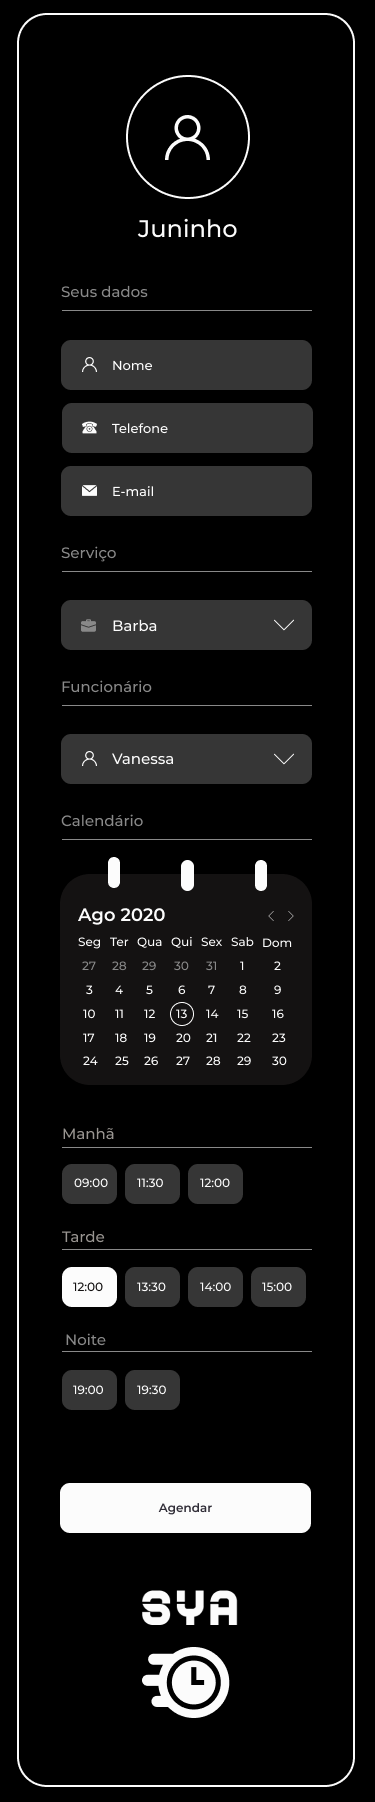 Juninho
Seus dados
Nome
Telefone
E-mail
Serviço
Barba
Funcionário
Vanessa
Calendário
Ago 2020
Seg Ter Qua Qui Sex Sab Dom
27 28 29 30 31 1 2
3 4 5 6 7 8 9
10 11 12 13 14 15 16
17 18 19 20 21 22 23
24 25 26 27 28 29 30
Manhã
09:00 11:30 12:00
Tarde
12:00 13:30 14:00 15:00
Noite
19:00 19:30
Agendar
SYA